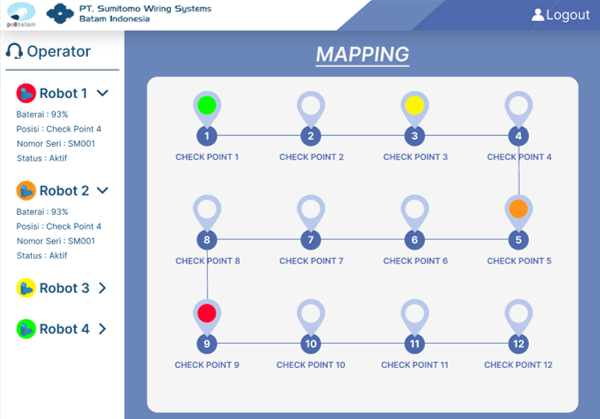 polibatam
PT. Sumitomo Wiring Systems
Batam Indonesia
Logout
Operator
Robot 1
Baterai : 93%
Posisi : Check Point 4
Nomor Seri : SM001
Status : Aktif
Robot 2
Baterai : 93%
Posisi : Check Point 4
Nomor Seri : SM001
Status : Aktif
Robot 3
Robot 4
MAPPING
1 2 3 4
CHECK POINT 1 CHECK POINT 2 CHECK POINT 3 CHECK POINT 4
8 7 6 5
CHECK POINT 8 CHECK POINT 7 CHECK POINT 6 CHECK POINT 5
9 10 11 12
CHECK POINT 9 CHECK POINT 10 CHECK POINT 11 CHECK POINT 12